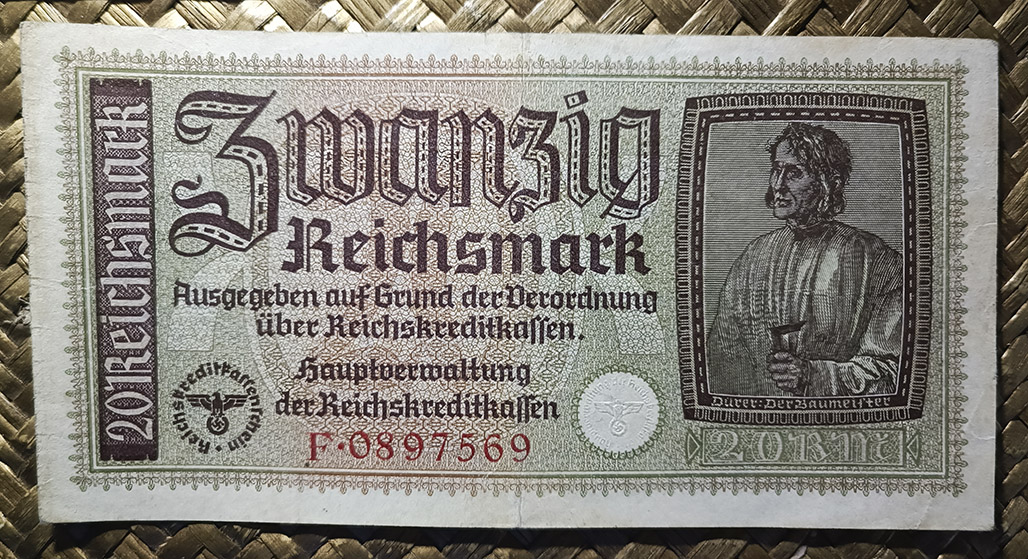 20 Reichsmark
Zwanzig
Reichsmark
Ausgegeben auf Grund der Verordnung
über Reichskreditkassen.
Hauptverwaltung
der Reichskreditkassen
Reichskreditkassenschein
F·0897569
Dürer: Der Baumeister
20 RM